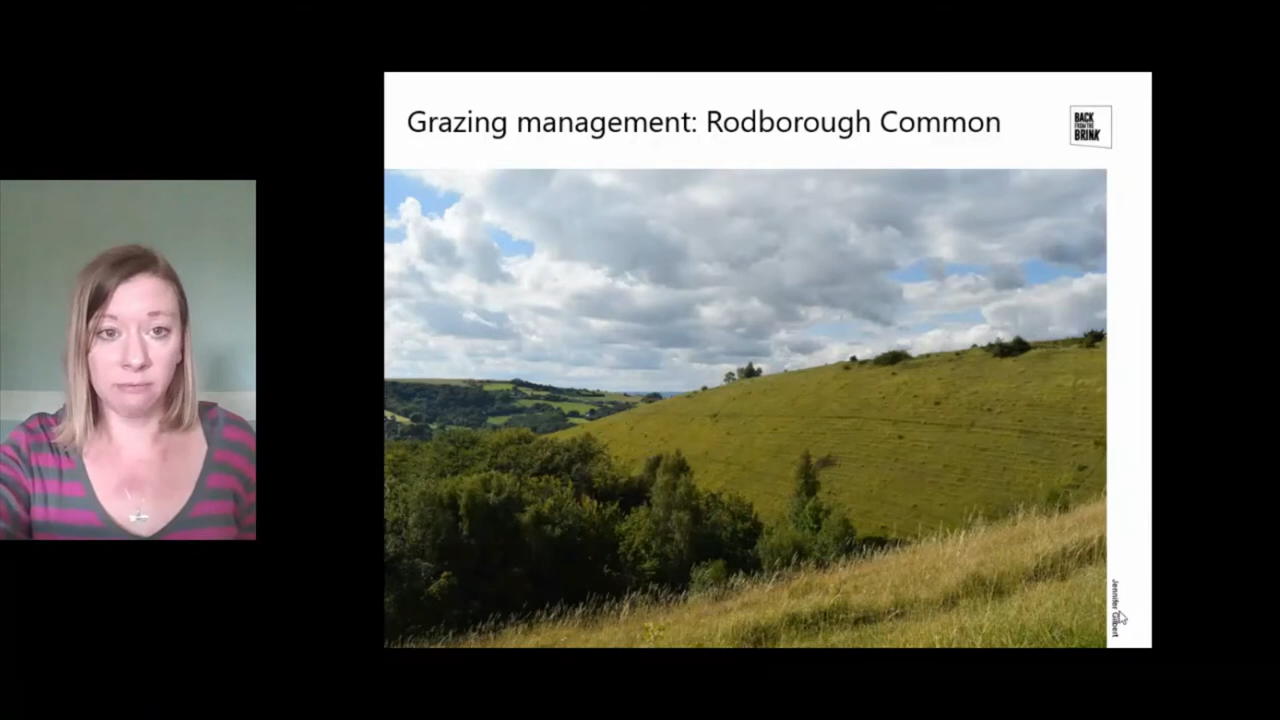 Grazing management: Rodborough Common
BACK
FROM THE
BRINK
Jennifer Gilbert